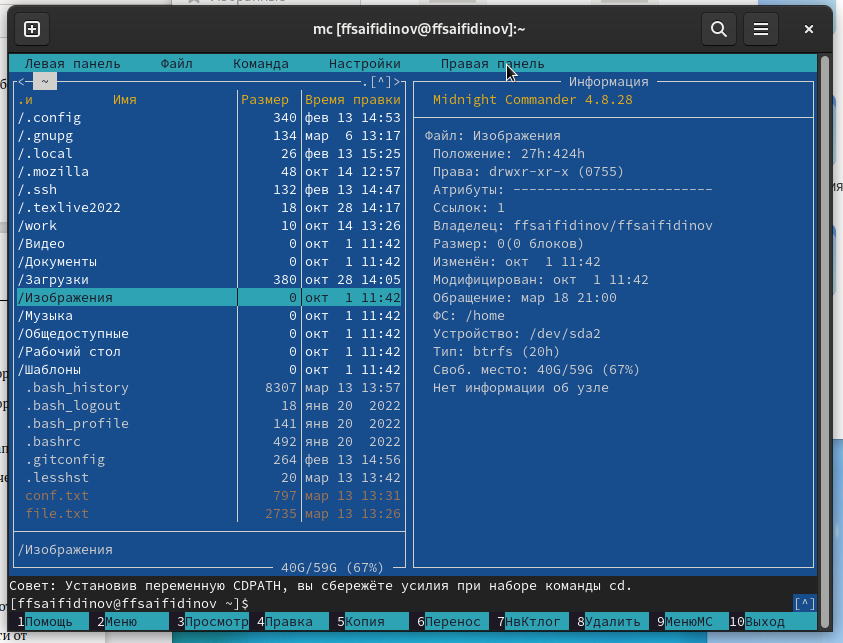 mc [ffsaifidinov@ffsaifidinov]:~
Левая панель Файл Команда Настройки Правая панель
<— ~ .[^]>
.и Имя Размер Время правки
/.config 340 фев 13 14:53
/.gnupg 134 мар 6 13:17
/.local 26 фев 13 15:25
/.mozilla 48 окт 14 12:57
/.ssh 132 фев 13 14:47
/.texlive2022 18 окт 28 14:17
/work 10 окт 14 13:26
/Видео 0 окт 1 11:42
/Документы 0 окт 1 11:42
/Загрузки 380 окт 28 14:05
/Изображения 0 окт 1 11:42
/Музыка 0 окт 1 11:42
/Общедоступные 0 окт 1 11:42
/Рабочий стол 0 окт 1 11:42
/Шаблоны 0 окт 1 11:42
.bash_history 8307 мар 13 13:57
.bash_logout 18 янв 20 2022
.bash_profile 141 янв 20 2022
.bashrc 492 янв 20 2022
.gitconfig 264 фев 13 14:56
.lesshst 20 мар 13 13:42
conf.txt 797 мар 13 13:31
file.txt 2735 мар 13 13:26
/Изображения
40G/59G (67%)
Информация
Midnight Commander 4.8.28
Файл: Изображения
Положение: 27h:424h
Права: drwxr-xr-x (0755)
Атрибуты: -------------------------
Ссылок: 1
Владелец: ffsaifidinov/ffsaifidinov
Размер: 0(0 блоков)
Изменён: окт 1 11:42
Модифицирован: окт 1 11:42
Обращение: мар 18 21:00
ФС: /home
Устройство: /dev/sda2
Тип: btrfs (20h)
Своб. место: 40G/59G (67%)
Нет информации об узле
Совет: Установив переменную CDPATH, вы сбережёте усилия при наборе команды cd.
[ffsaifidinov@ffsaifidinov ~]$ [^]
1Помощь 2Меню 3Просмотр 4Правка 5Копия 6Перенос 7НвКтлог 8Удалить 9МенюМС 10Выход